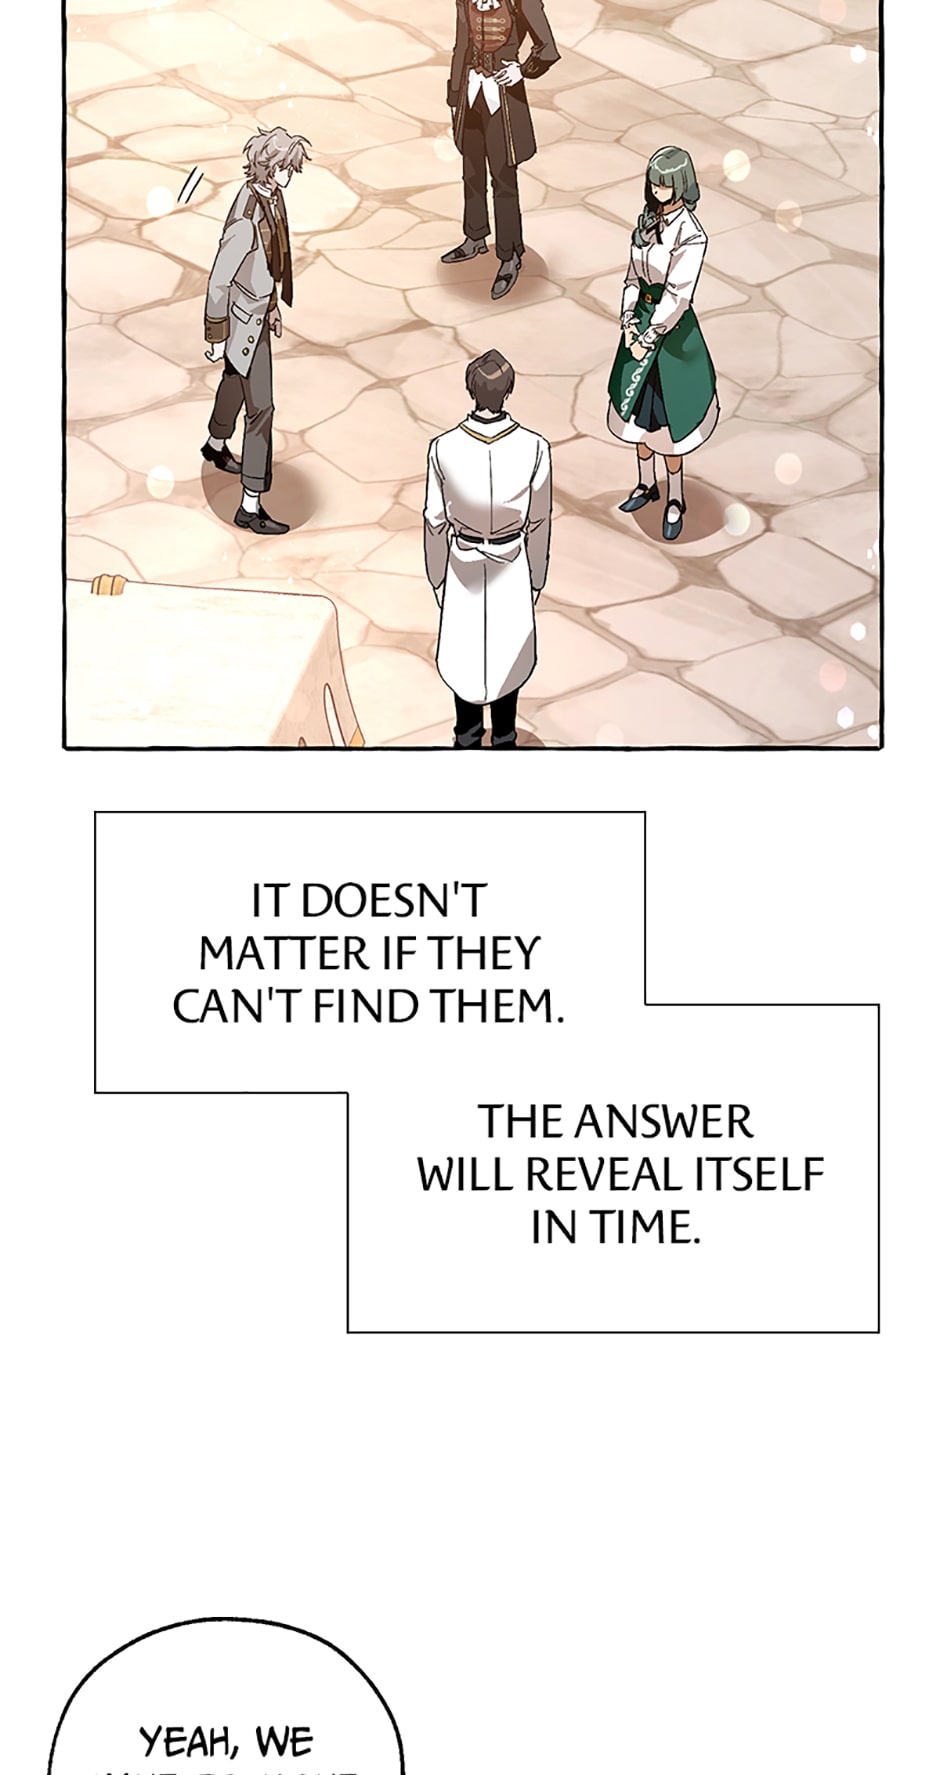 IT DOESN'T
MATTER IF THEY
CAN'T FIND THEM.
THE ANSWER
WILL REVEAL ITSELF
IN TIME.
YEAH, WE